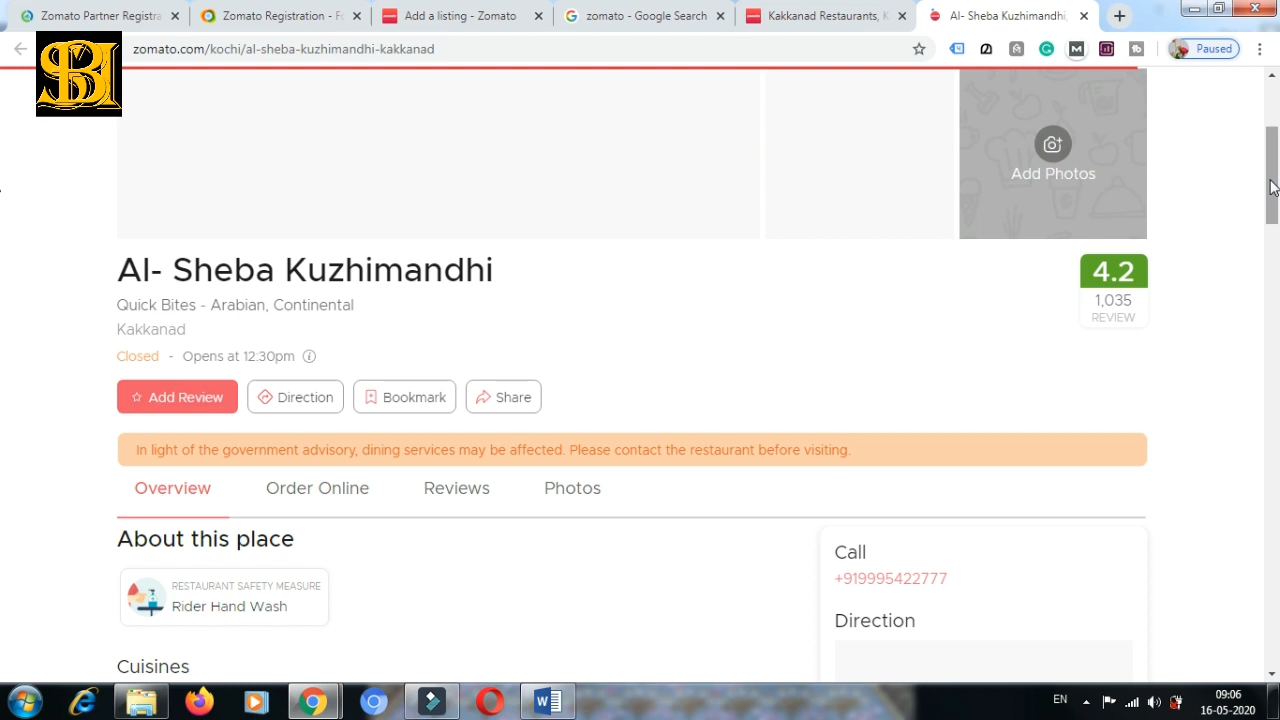 Zomato Partner Registra
Zomato Registration - Fo
Add a listing - Zomato
zomato - Google Search
Kakkanad Restaurants, K
Al- Sheba Kuzhimandhi,
zomato.com/kochi/al-sheba-kuzhimandhi-kakkanad
Paused
SBI
Add Photos
Al- Sheba Kuzhimandhi
4.2
Quick Bites - Arabian, Continental
1,035
REVIEW
Kakkanad
Closed - Opens at 12:30pm
Add Review
Direction
Bookmark
Share
In light of the government advisory, dining services may be affected. Please contact the restaurant before visiting.
Overview
Order Online
Reviews
Photos
About this place
RESTAURANT SAFETY MEASURE
Rider Hand Wash
Cuisines
Call
+919995422777
Direction
EN
09:06
16-05-2020